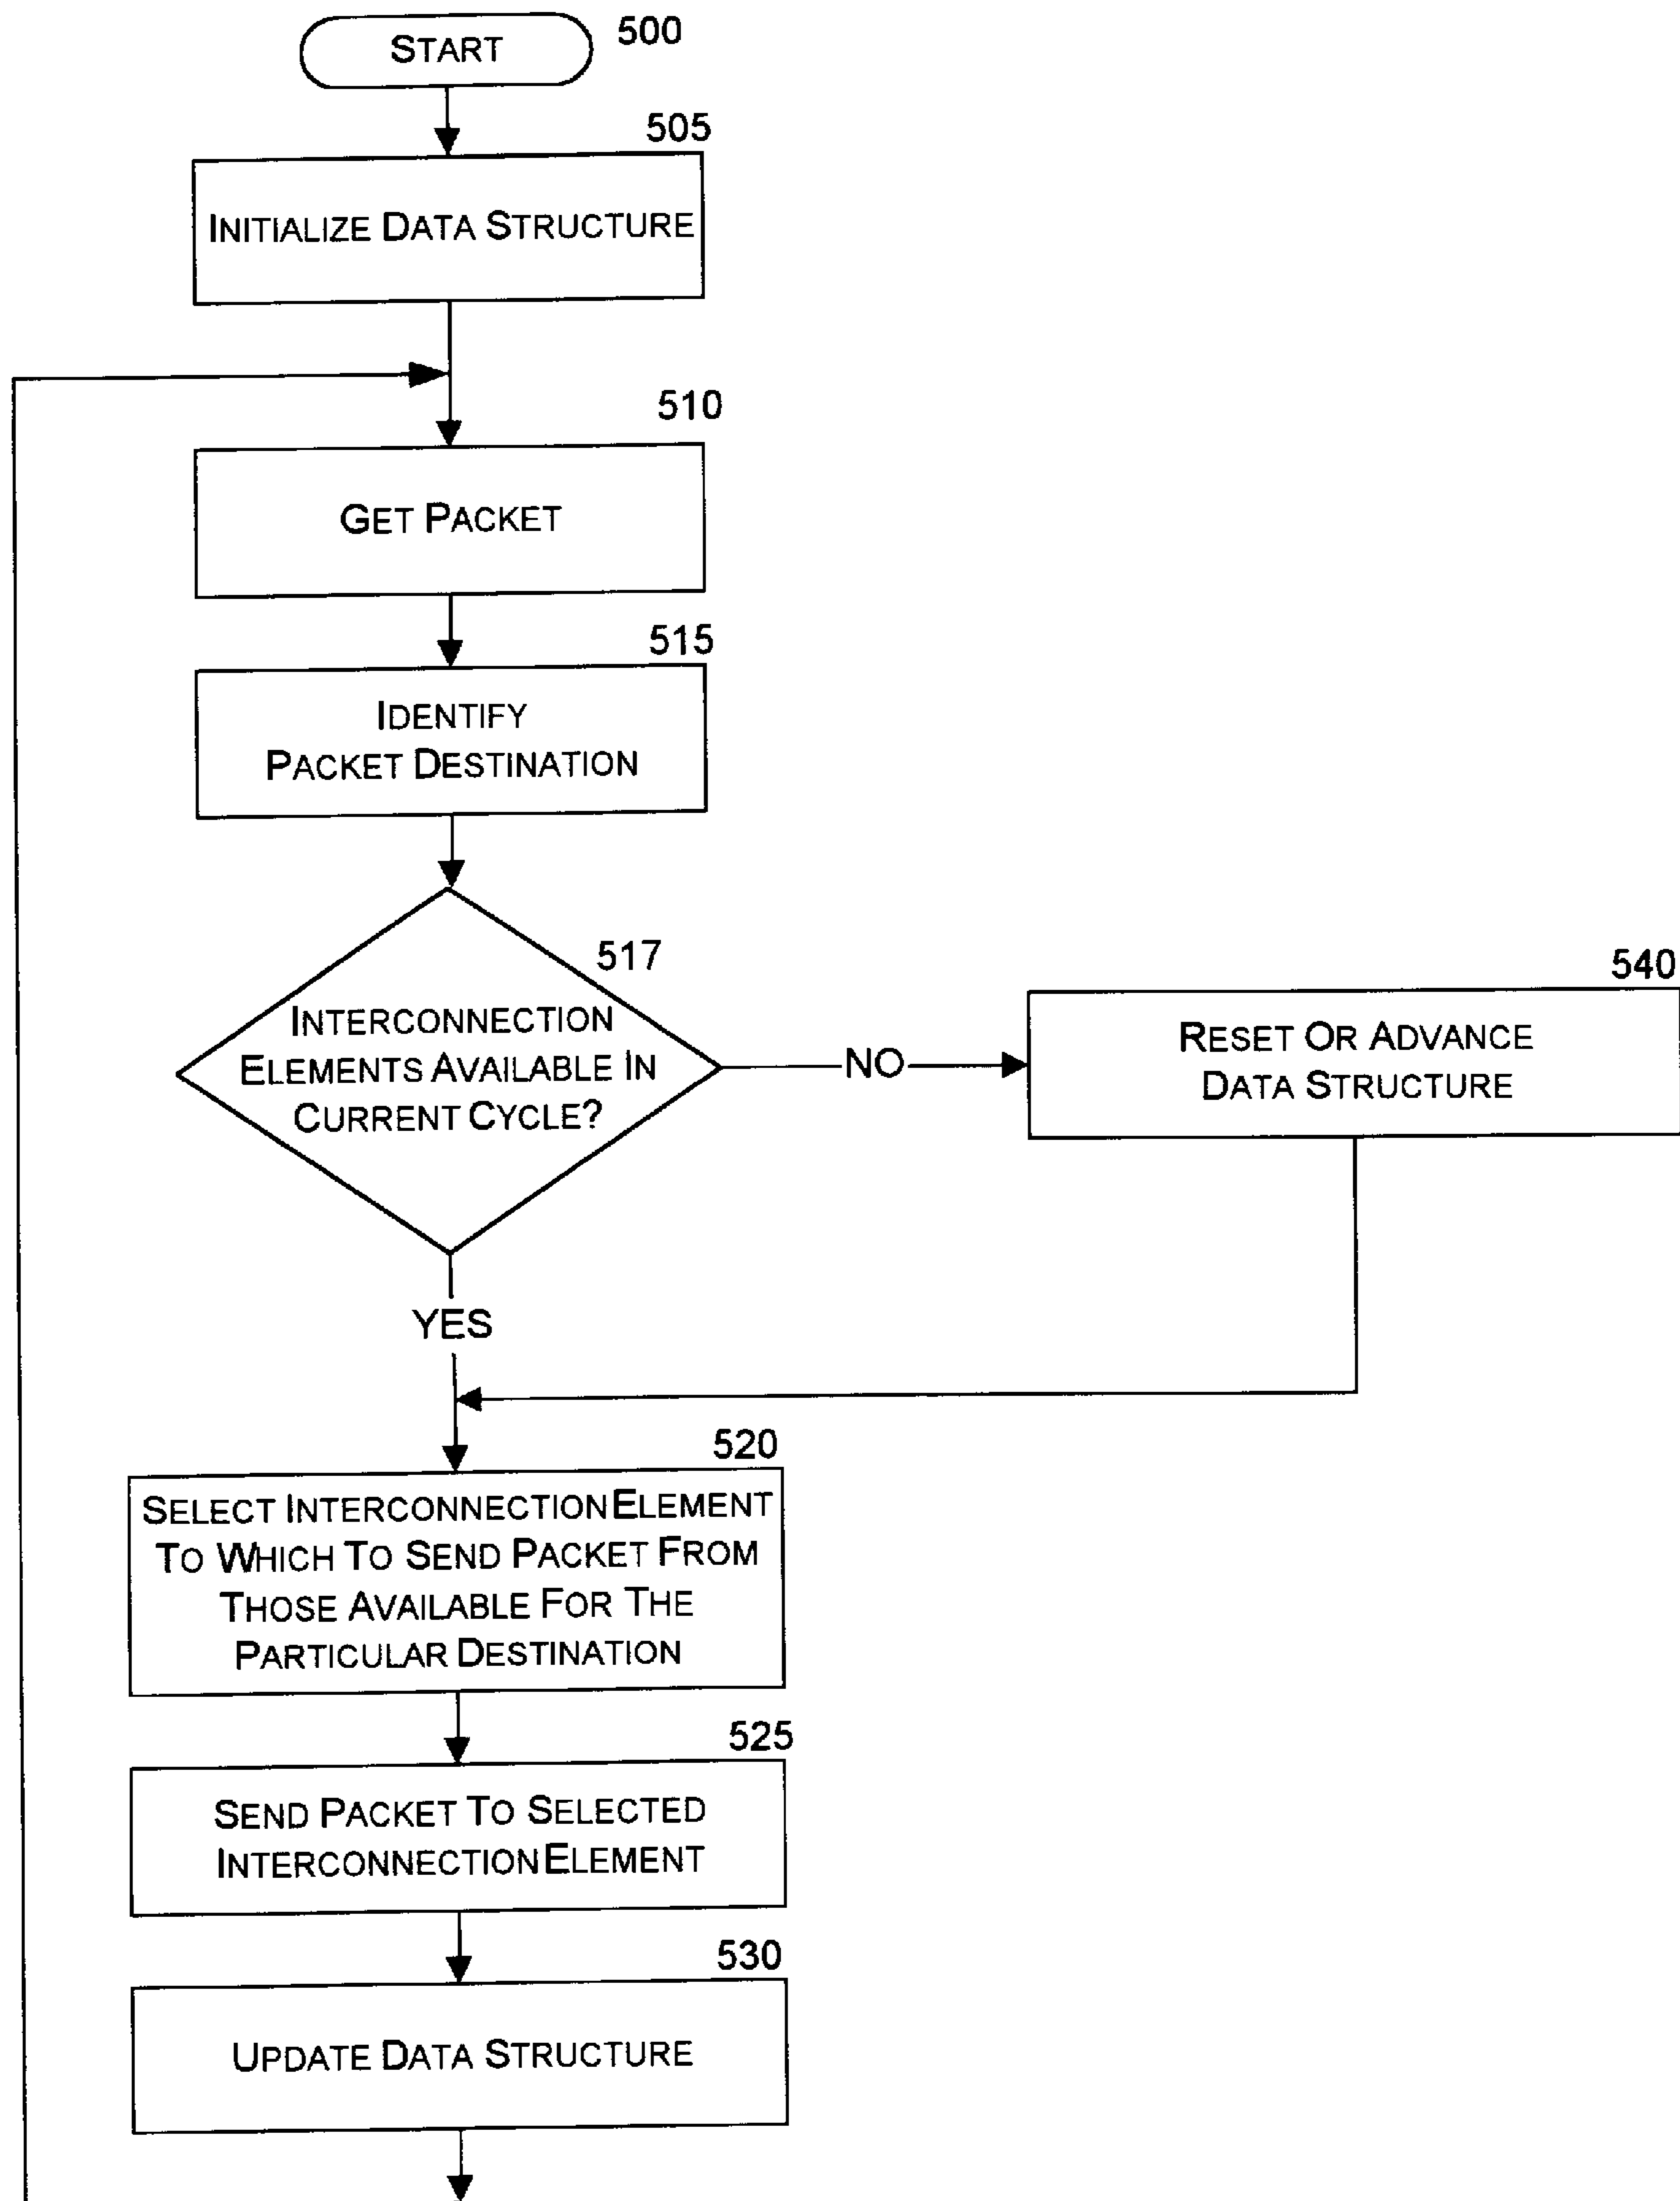 START
500
505
INITIALIZE DATA STRUCTURE
510
GET PACKET
515
IDENTIFY
PACKET DESTINATION
517
INTERCONNECTION
ELEMENTS AVAILABLE IN
CURRENT CYCLE?
NO
540
RESET OR ADVANCE
DATA STRUCTURE
YES
520
SELECT INTERCONNECTION ELEMENT
TO WHICH TO SEND PACKET FROM
THOSE AVAILABLE FOR THE
PARTICULAR DESTINATION
525
SEND PACKET TO SELECTED
INTERCONNECTION ELEMENT
530
UPDATE DATA STRUCTURE